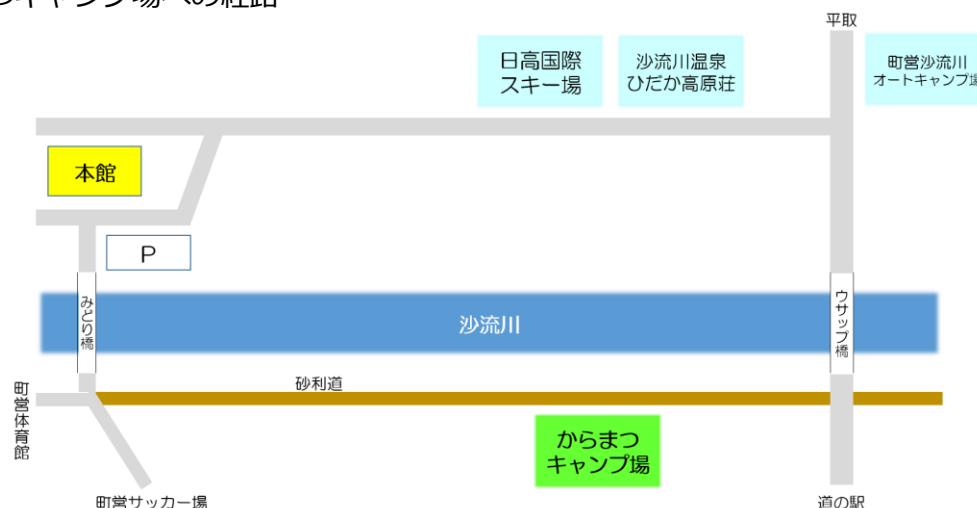 キャンプ場への経路
平取
日高国際
スキー場
沙流川温泉
ひだか高原荘
町営沙流川
オートキャンプ場
本館
P
みどり橋
沙流川
ウサップ橋
砂利道
町営体育館
からまつ
キャンプ場
町営サッカー場
道の駅